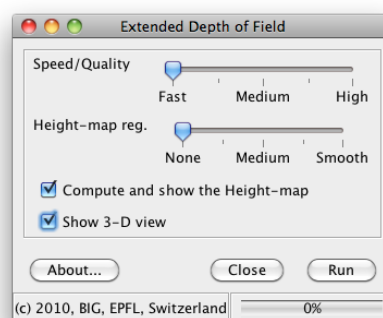 Extended Depth of Field
Speed/Quality
Fast Medium High
Height-map reg.
None Medium Smooth
Compute and show the Height-map
Show 3-D view
About... Close Run
(c) 2010, BIG, EPFL, Switzerland 0%